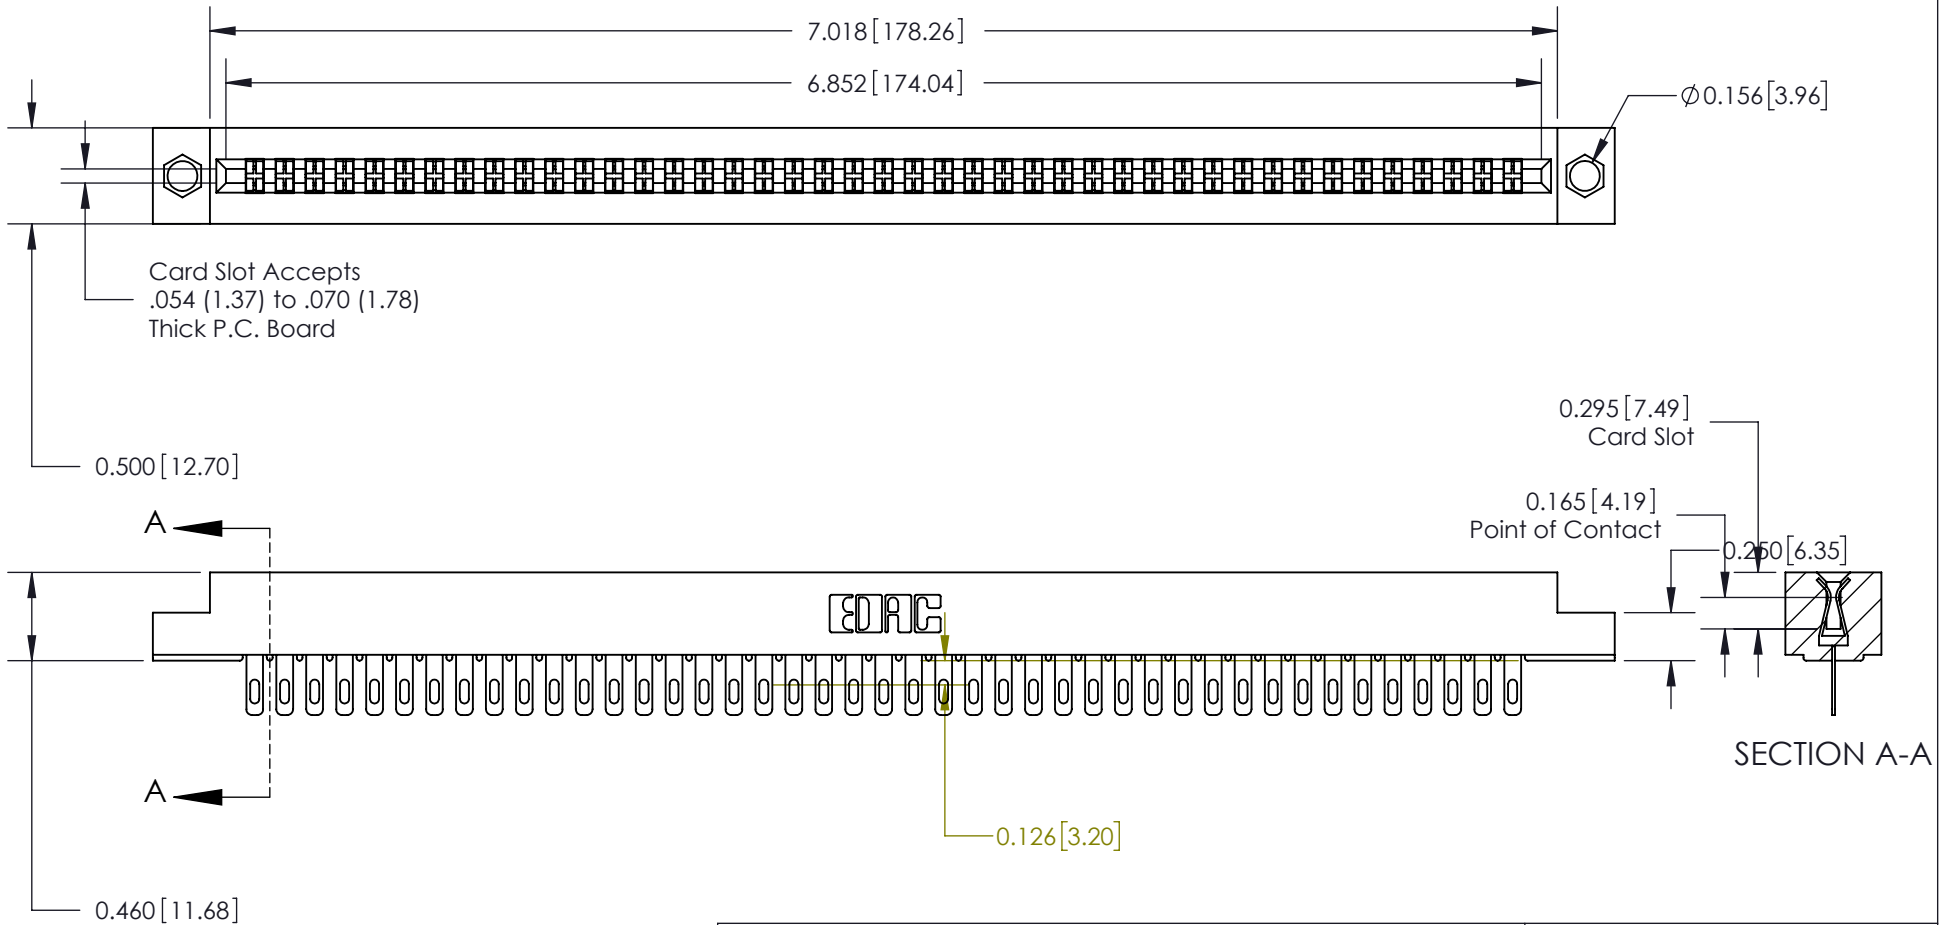 7.018[178.26]
6.852[174.04]
Ø0.156[3.96]
Card Slot Accepts
.054 (1.37) to .070 (1.78)
Thick P.C. Board
0.295[7.49]
Card Slot
0.500[12.70]
0.165[4.19]
Point of Contact
A
0.250[6.35]
EDAC
SECTION A-A
A
0.126[3.20]
0.460[11.68]